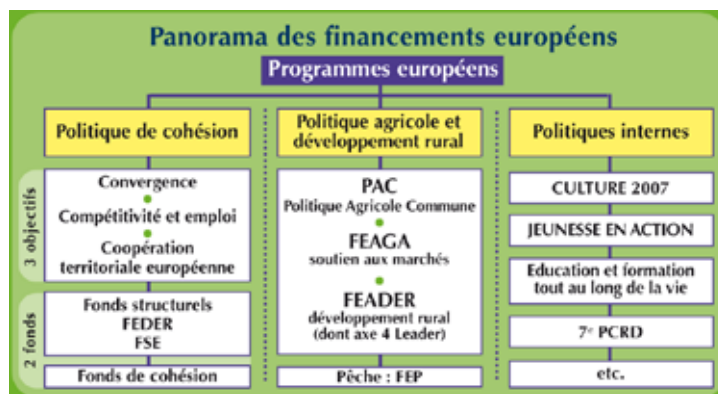 Panorama des financements européens
Programmes européens
Politique de cohésion
3 objectifs
Convergence
Compétitivité et emploi
Coopération
territoriale européenne
2 fonds
Fonds structurels
FEDER
FSE
Fonds de cohésion
Politique agricole et
développement rural
PAC
Politique Agricole Commune
FEAGA
soutien aux marchés
FEADER
développement rural
(dont axe 4 Leader)
Pêche : FEP
Politiques internes
CULTURE 2007
JEUNESSE EN ACTION
Education et formation
tout au long de la vie
7e PCRD
etc.